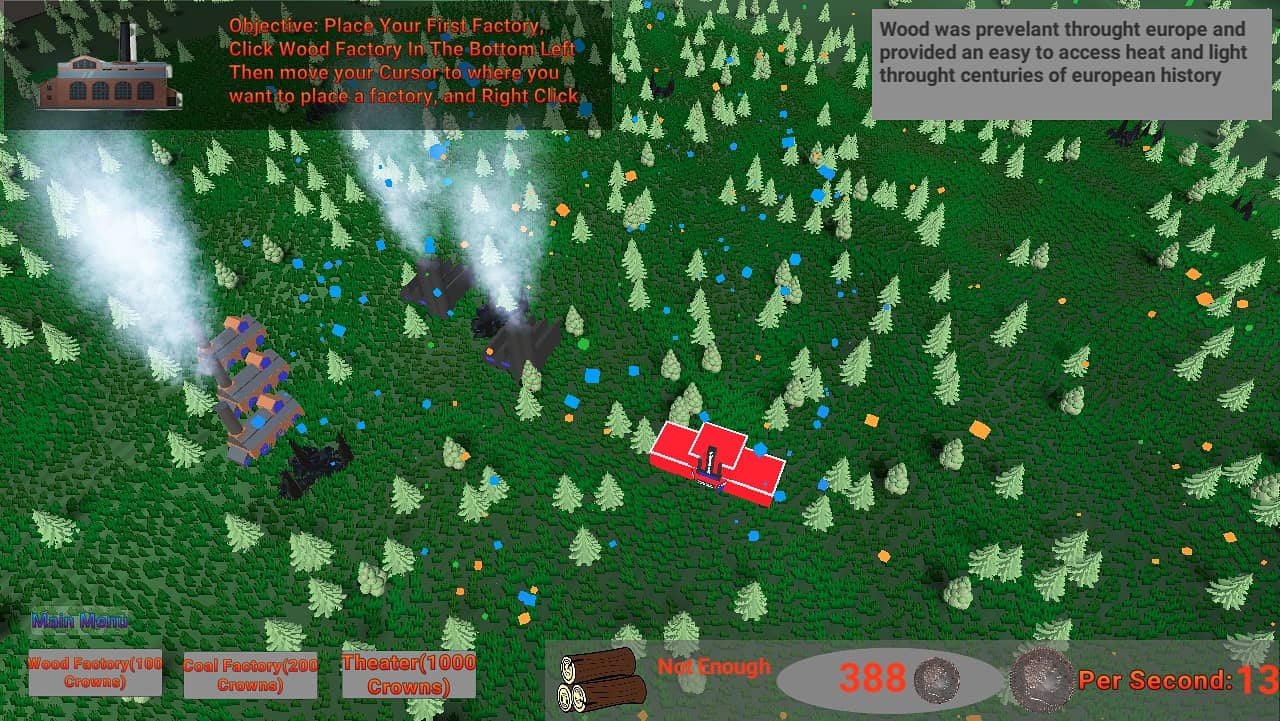 Objective: Place Your First Factory,
Click Wood Factory In The Bottom Left
Then move your Cursor to where you
want to place a factory, and Right Click
Wood was prevelant throught europe and
provided an easy to access heat and light
throught centuries of european history
Main Menu
Wood Factory(100
Crowns)
Coal Factory(200
Crowns)
Theater(1000
Crowns)
Not Enough
388
Per Second:13